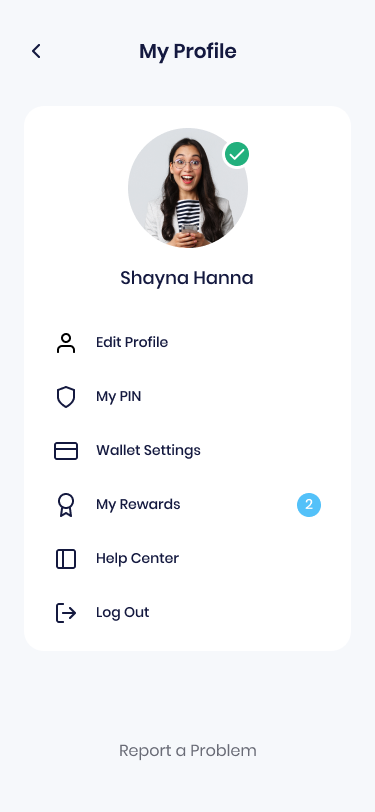 My Profile
Shayna Hanna
Edit Profile
My PIN
Wallet Settings
My Rewards 2
Help Center
Log Out
Report a Problem